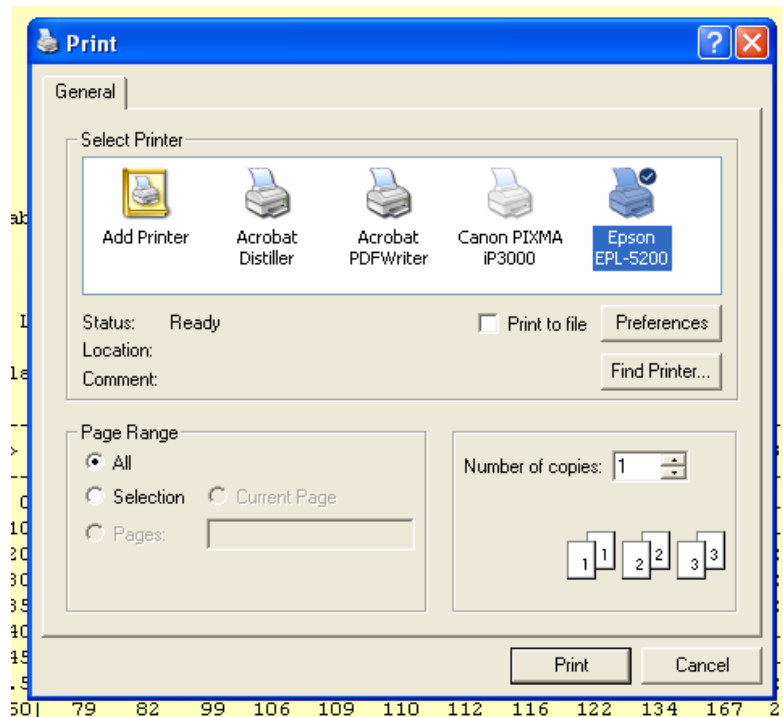 Print
General
Select Printer
Add Printer
Acrobat Distiller
Acrobat PDFWriter
Canon PIXMA iP3000
Epson EPL-5200
Status: Ready
Print to file
Preferences
Location:
Comment:
Find Printer...
Page Range
All
Selection
Current Page
Pages:
Number of copies: 1
1 1 2 2 3 3
Print
Cancel
79 82 99 106 109 110 112 116 122 134 167